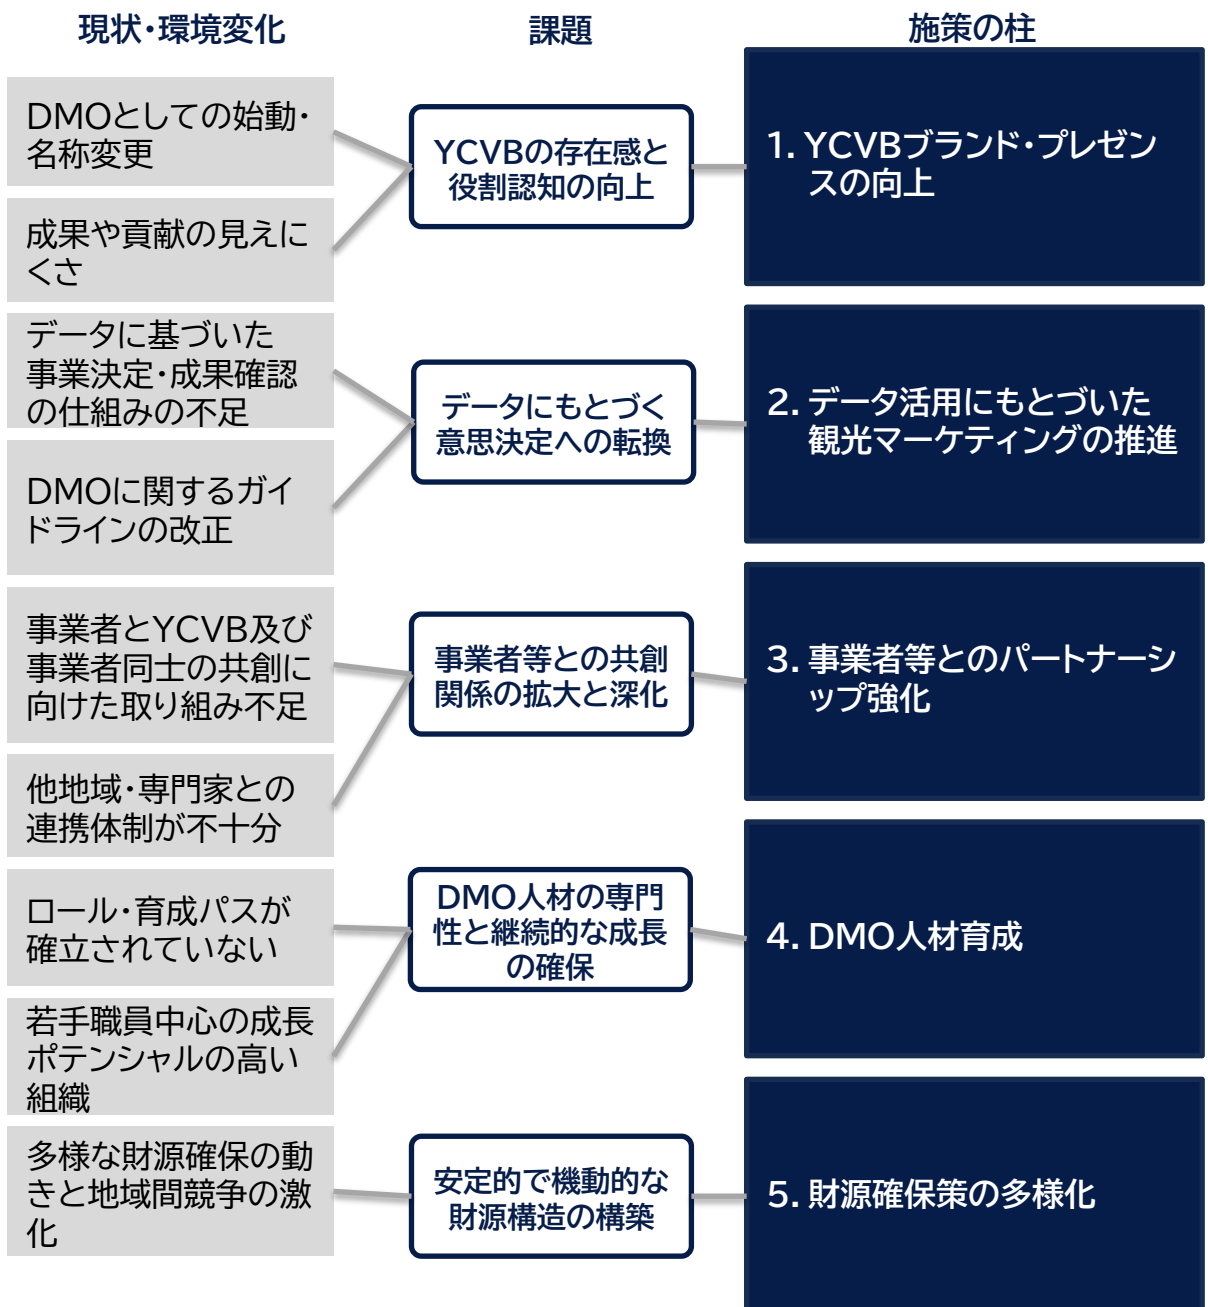 現状・環境変化
課題
施策の柱
DMOとしての始動・
名称変更
成果や貢献の見えに
くさ
YCVBの存在感と
役割認知の向上
1. YCVBブランド・プレゼン
スの向上
データに基づいた
事業決定・成果確認
の仕組みの不足
DMOに関するガイ
ドラインの改正
データにもとづく
意思決定への転換
2. データ活用にもとづいた
観光マーケティングの推進
事業者とYCVB及び
事業者同士の共創に
向けた取り組み不足
他地域・専門家との
連携体制が不十分
事業者等との共創
関係の拡大と深化
3. 事業者等とのパートナーシ
ップ強化
ロール・育成パスが
確立されていない
若手職員中心の成長
ポテンシャルの高い
組織
DMO人材の専門
性と継続的な成長
の確保
4. DMO人材育成
多様な財源確保の動
きと地域間競争の激
化
安定的で機動的な
財源構造の構築
5. 財源確保策の多様化